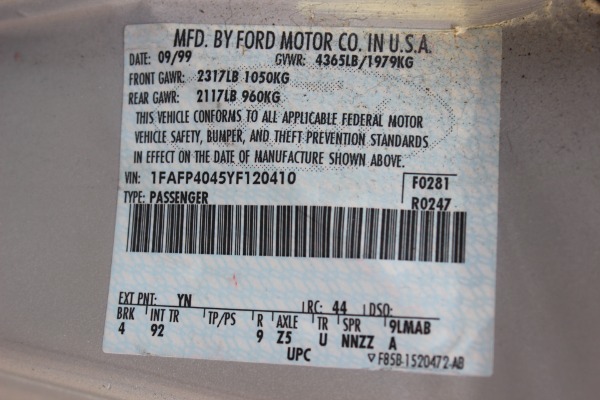 MFD. BY FORD MOTOR CO. IN U.S.A.
DATE: 09/99 GVWR: 4365LB/1979KG
FRONT GAWR: 2317LB 1050KG
REAR GAWR: 2117LB 960KG
THIS VEHICLE CONFORMS TO ALL APPLICABLE FEDERAL MOTOR
VEHICLE SAFETY, BUMPER, AND THEFT PREVENTION STANDARDS
IN EFFECT ON THE DATE OF MANUFACTURE SHOWN ABOVE.
VIN: 1FAFP4045YF120410 F0281
TYPE: PASSENGER R0247
EXT PNT: YN RC: 44 DSO:
BRK INT TR TP/PS R AXLE TR SPR 9LMAB
4 92 9 Z5 U NNZZ A
UPC F85B-1520472-AB